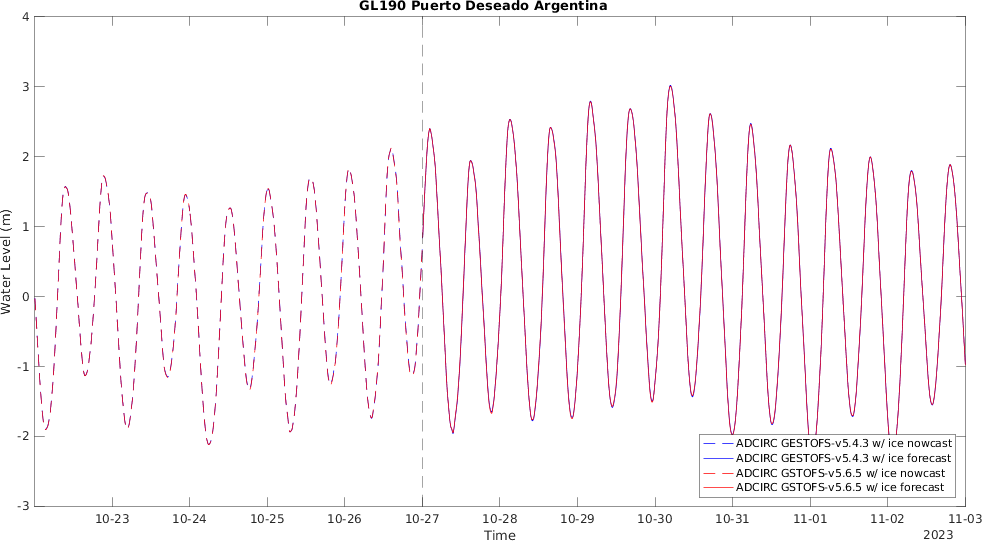 GL190 Puerto Deseado Argentina
4
3
2
1
0
-1
-2
-3
Water Level (m)
ADCIRC GESTOFS-v5.4.3 w/ ice nowcast
ADCIRC GESTOFS-v5.4.3 w/ ice forecast
ADCIRC GSTOFS-v5.6.5 w/ ice nowcast
ADCIRC GSTOFS-v5.6.5 w/ ice forecast
10-23 10-24 10-25 10-26 10-27 10-28 10-29 10-30 10-31 11-01 11-02 11-03
Time
2023